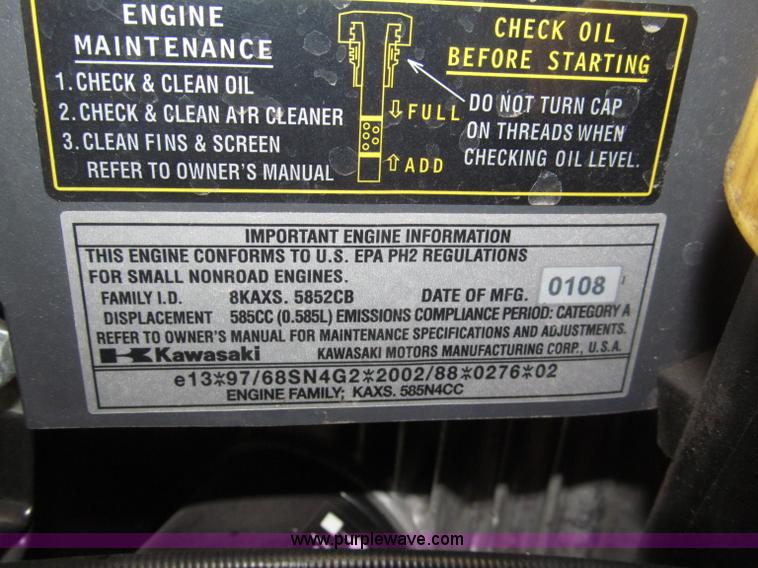 ENGINE
MAINTENANCE
1. CHECK & CLEAN OIL
2. CHECK & CLEAN AIR CLEANER
3. CLEAN FINS & SCREEN
REFER TO OWNER'S MANUAL
FULL
ADD
CHECK OIL
BEFORE STARTING
DO NOT TURN CAP
ON THREADS WHEN
CHECKING OIL LEVEL.
IMPORTANT ENGINE INFORMATION
THIS ENGINE CONFORMS TO U.S. EPA PH2 REGULATIONS
FOR SMALL NONROAD ENGINES.
FAMILY I.D. 8KAXS. 5852CB DATE OF MFG. 0108
DISPLACEMENT 585CC (0.585L) EMISSIONS COMPLIANCE PERIOD: CATEGORY A
REFER TO OWNER'S MANUAL FOR MAINTENANCE SPECIFICATIONS AND ADJUSTMENTS.
Kawasaki KAWASAKI MOTORS MANUFACTURING CORP., U.S.A.
e13*97/68SN4G2*2002/88*0276*02
ENGINE FAMILY; KAXS. 585N4CC
www.purplewave.com